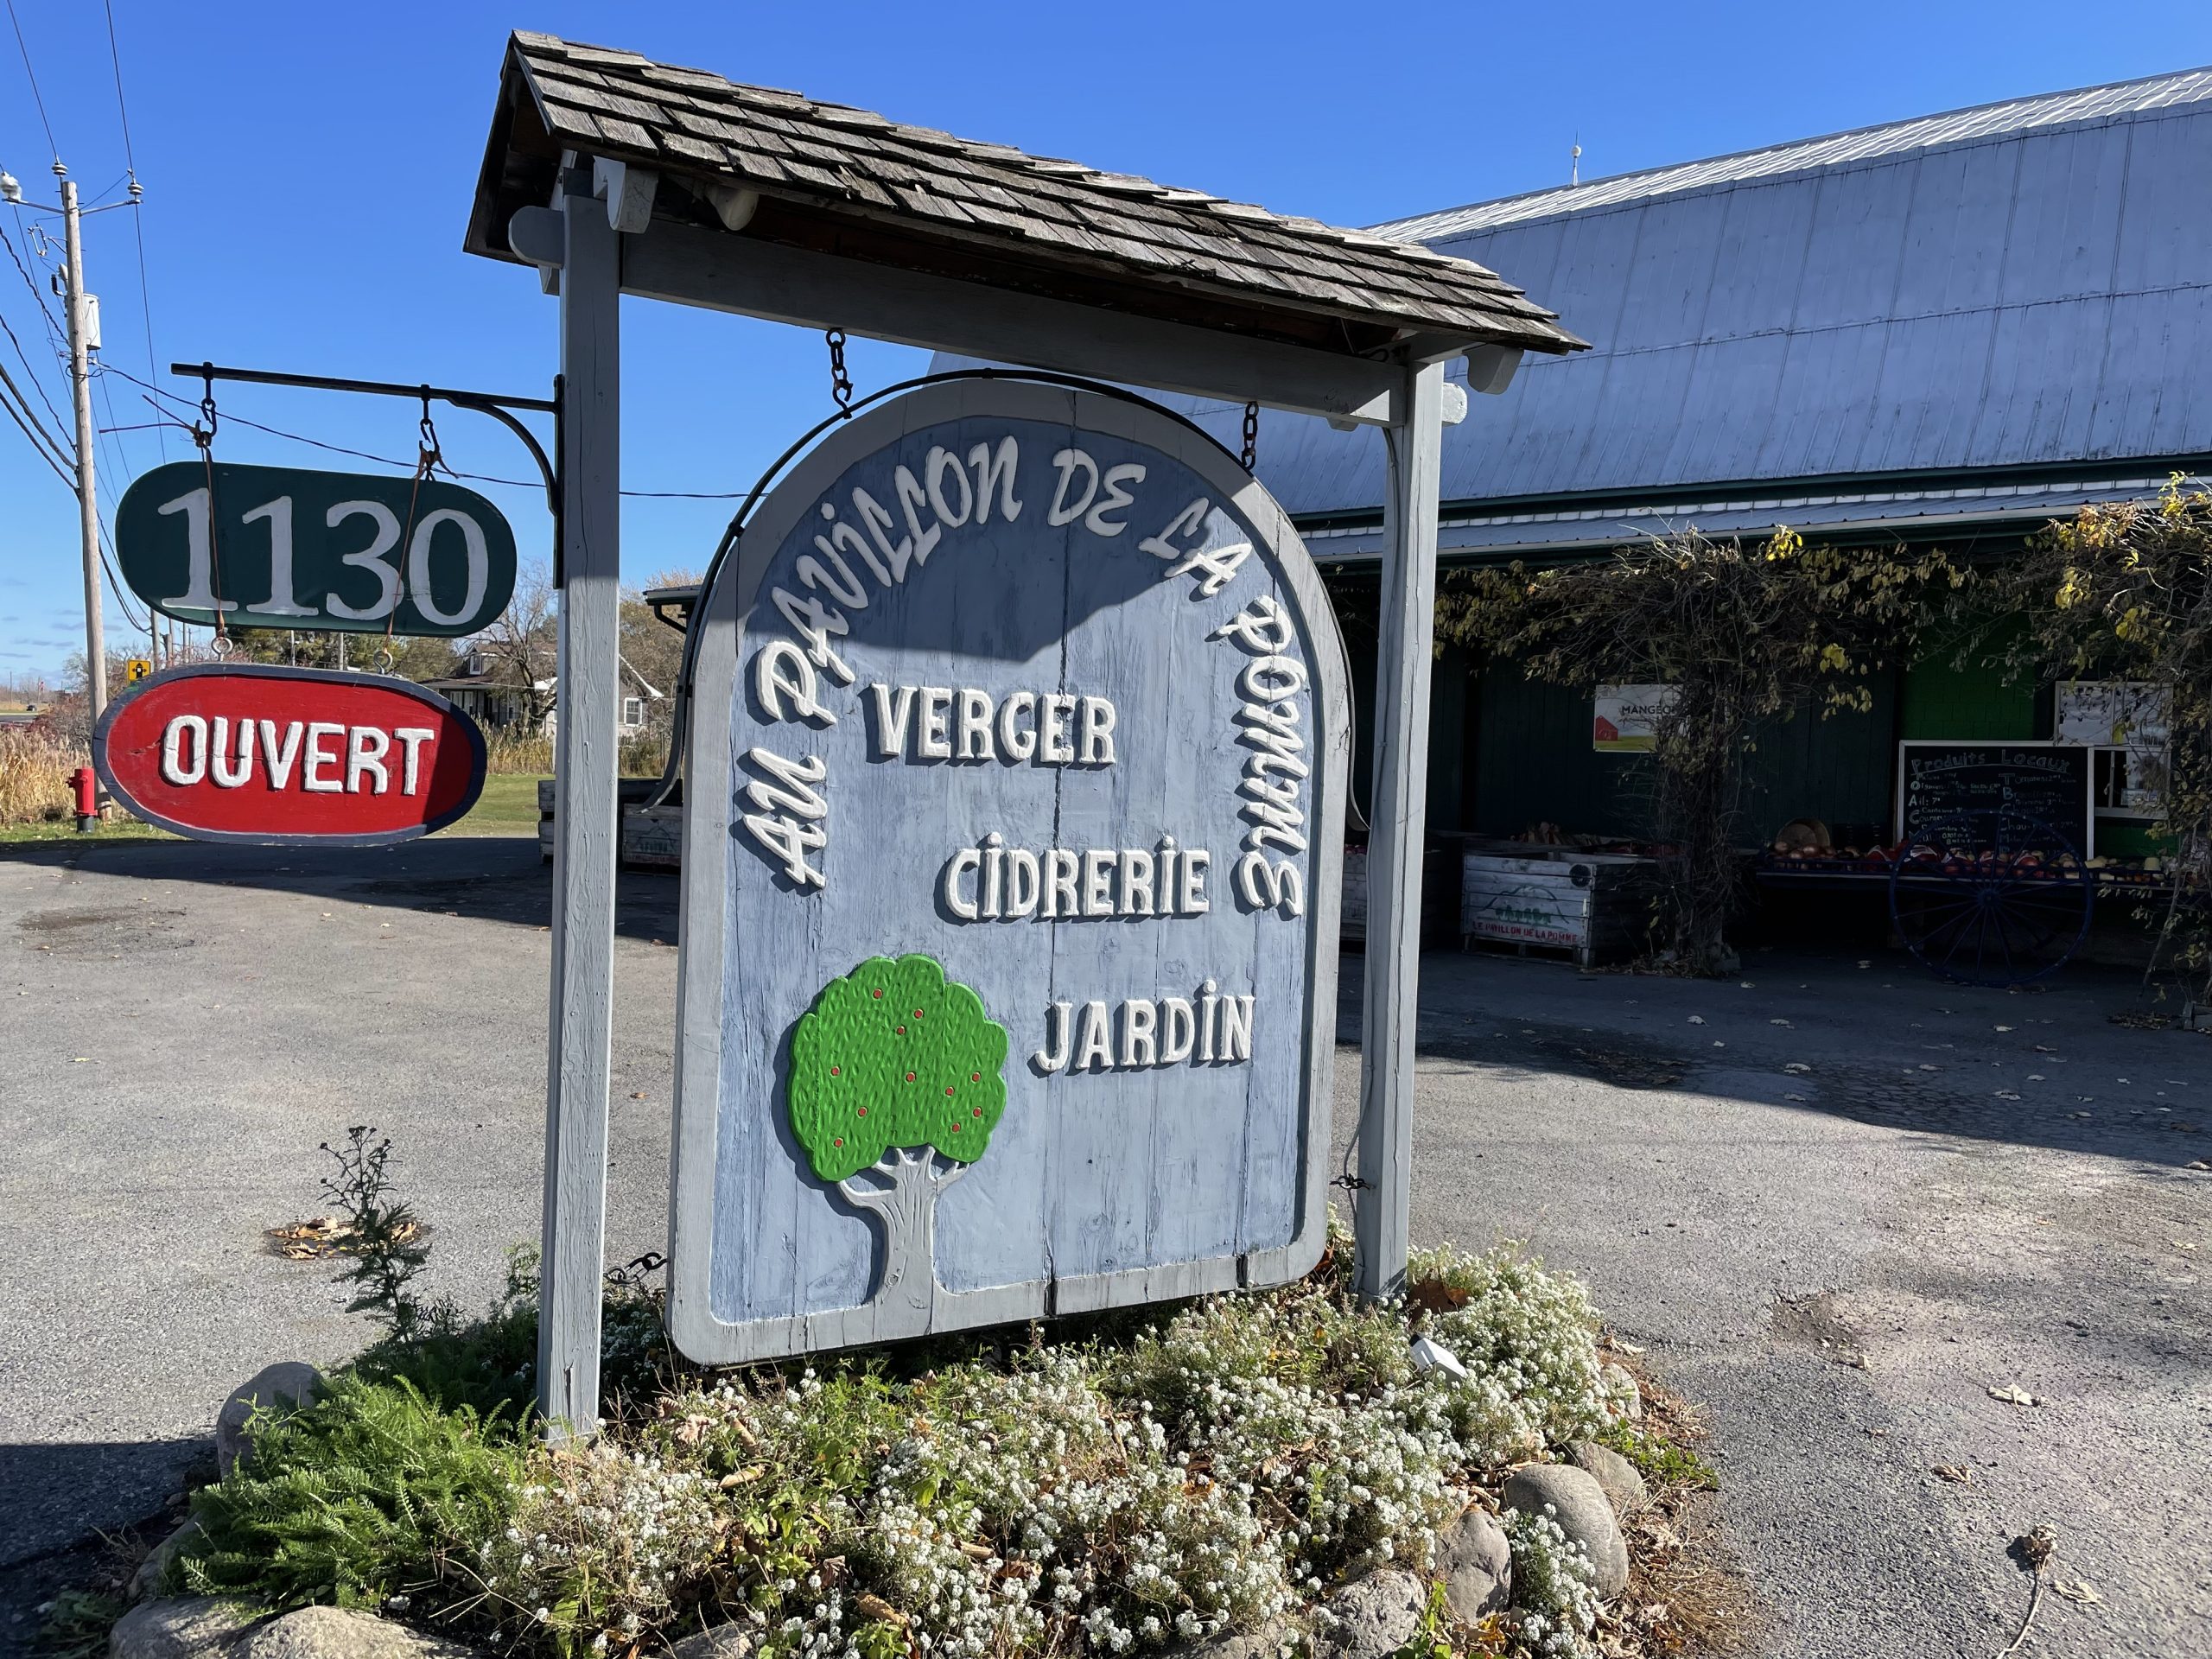 1130
OUVERT
AU PAVILLON DE LA POMME
VERGER
CIDRERIE
JARDIN
Produits Locaux
LE PAVILLON DE LA POMME